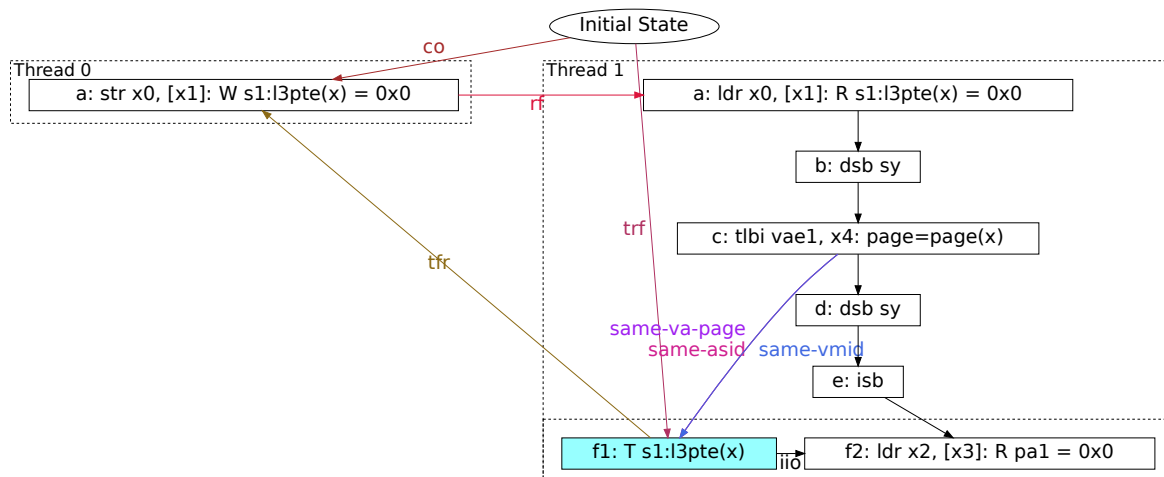 Initial State
co
Thread 0
Thread 1
a: str x0, [x1]: W s1:l3pte(x) = 0x0
rf
a: ldr x0, [x1]: R s1:l3pte(x) = 0x0
b: dsb sy
trf
c: tlbi vae1, x4: page=page(x)
tfr
d: dsb sy
same-va-page
same-asid
same-vmid
e: isb
f1: T s1:l3pte(x)
iio
f2: ldr x2, [x3]: R pa1 = 0x0